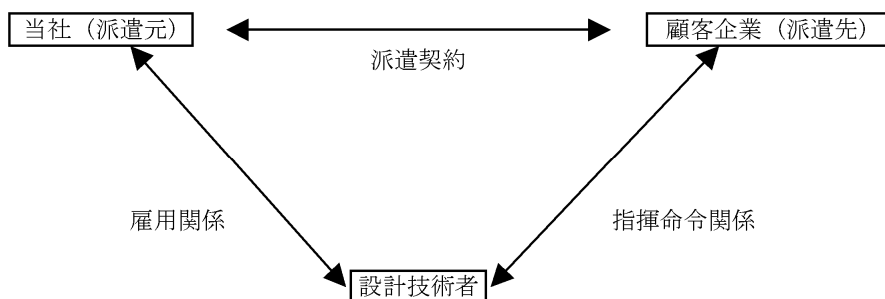 当社（派遣元）
顧客企業（派遣先）
派遣契約
雇用関係
指揮命令関係
設計技術者